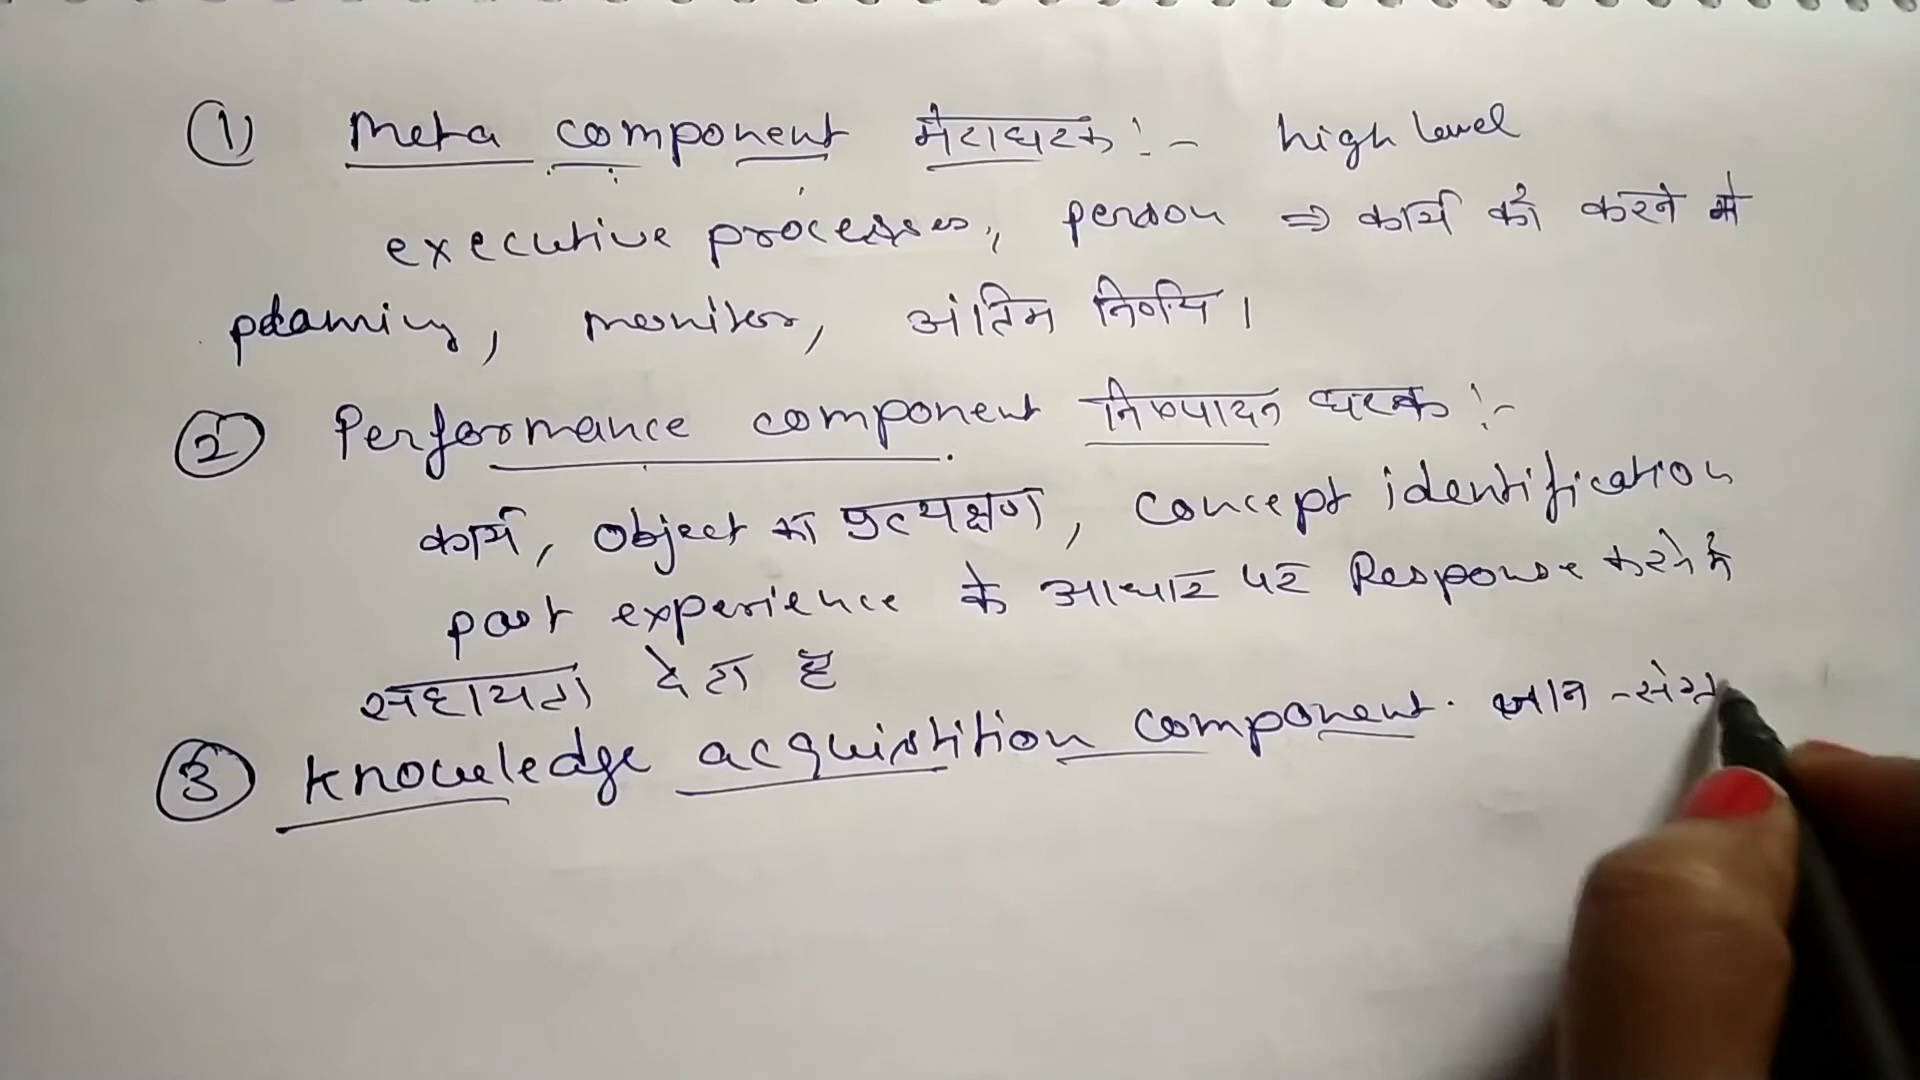 ① Meta component मेटाघटक :- high level
executive processes, person ⇒ कार्य को करने मे
planning, monitor, अंतिम निर्णय ।
② Performance component निष्पादन घटक :-
कार्य, object का प्रत्यक्षण, concept identification
past experience के आधार पर Response करने में
सहायता देता है
③ Knowledge acquistition component. ज्ञान -